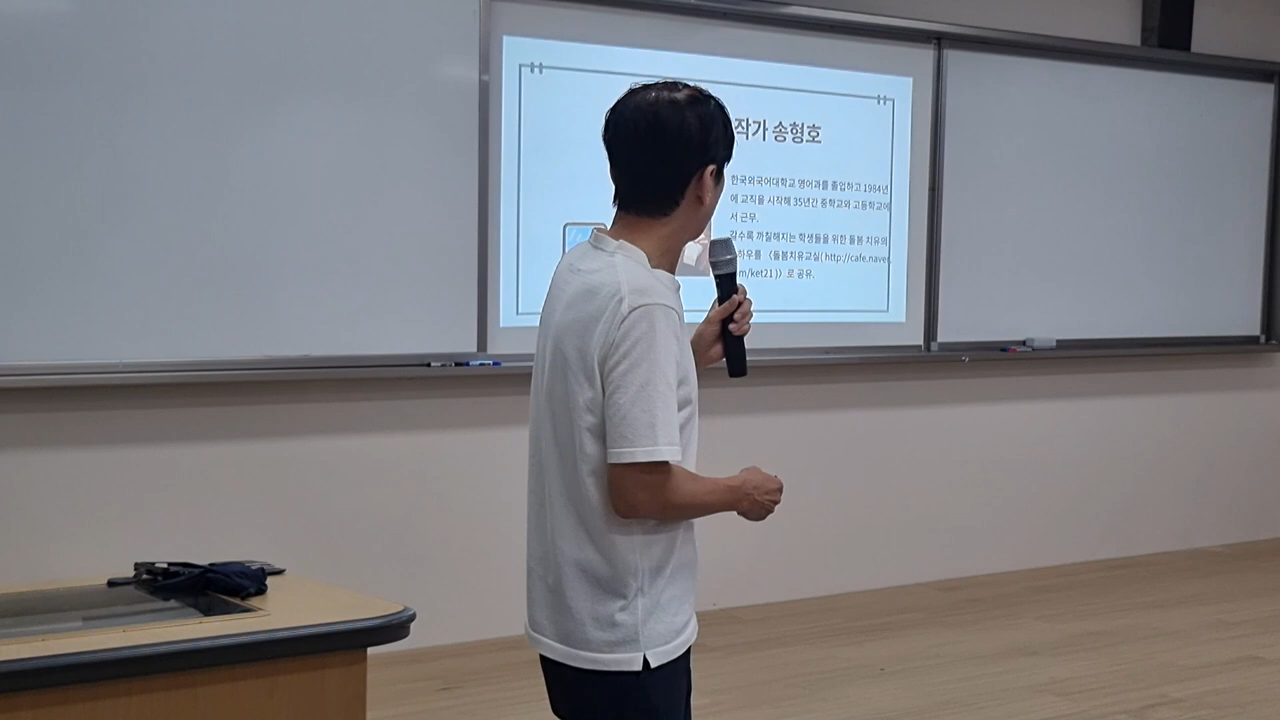 작가 송형호
한국외국어대학교 영어과를 졸업하고 1984년
에 교직을 시작해 35년간 중학교와 고등학교에
서 근무.
갈수록 까칠해지는 학생들을 위한 돌봄 치유의
하우를 〈돌봄치유교실( http://cafe.naver.
m/ket21 )〉로 공유.